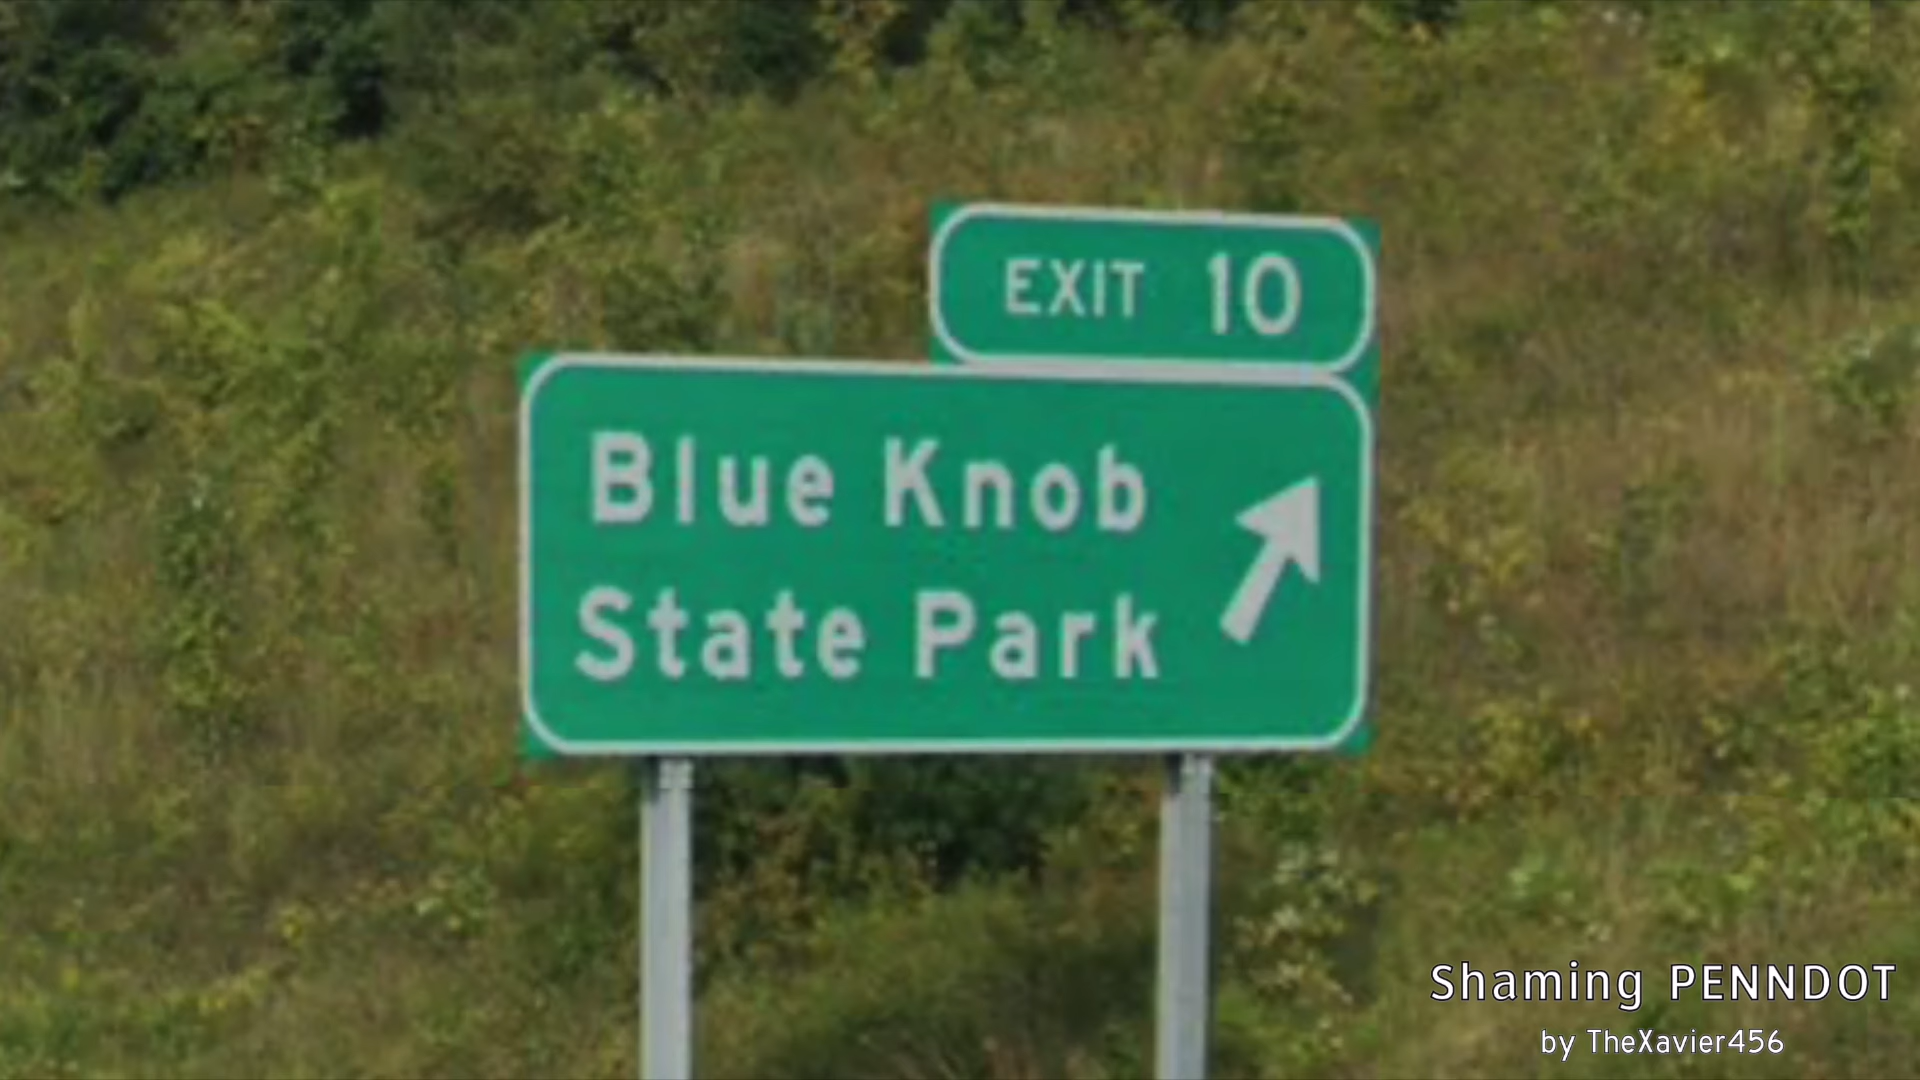 EXIT 10
Blue Knob
State Park
Shaming PENNDOT
by TheXavier456